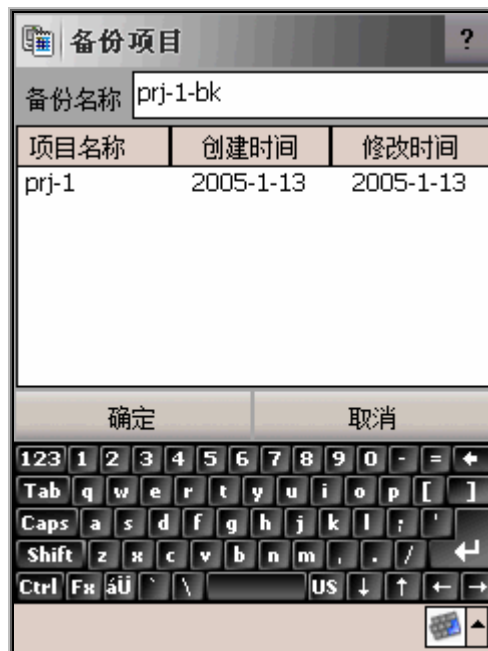 备份项目 ?
备份名称 prj-1-bk
项目名称 创建时间 修改时间
prj-1 2005-1-13 2005-1-13
确定 取消
123 1 2 3 4 5 6 7 8 9 0 - = ←
Tab q w e r t y u i o p [ ]
Caps a s d f g h j k l ; '
Shift z x c v b n m , . / ↵
Ctrl Fx áü ` \ US ↓ ↑ ← →